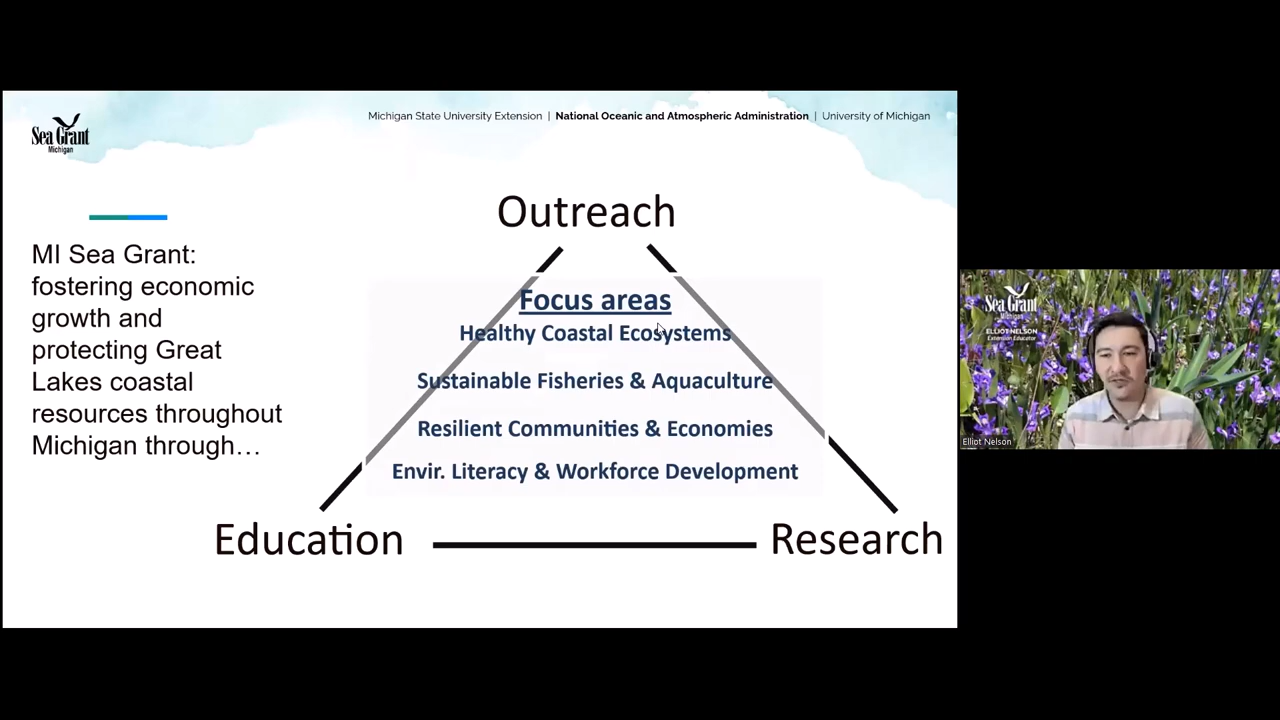 Sea Grant
Michigan
Michigan State University Extension | National Oceanic and Atmospheric Administration | University of Michigan
MI Sea Grant:
fostering economic
growth and
protecting Great
Lakes coastal
resources throughout
Michigan through…
Outreach
Focus areas
Healthy Coastal Ecosystems
Sustainable Fisheries & Aquaculture
Resilient Communities & Economies
Envir. Literacy & Workforce Development
Education
Research
Sea Grant
Michigan
ELLIOT NELSON
Extension Educator
Elliot Nelson